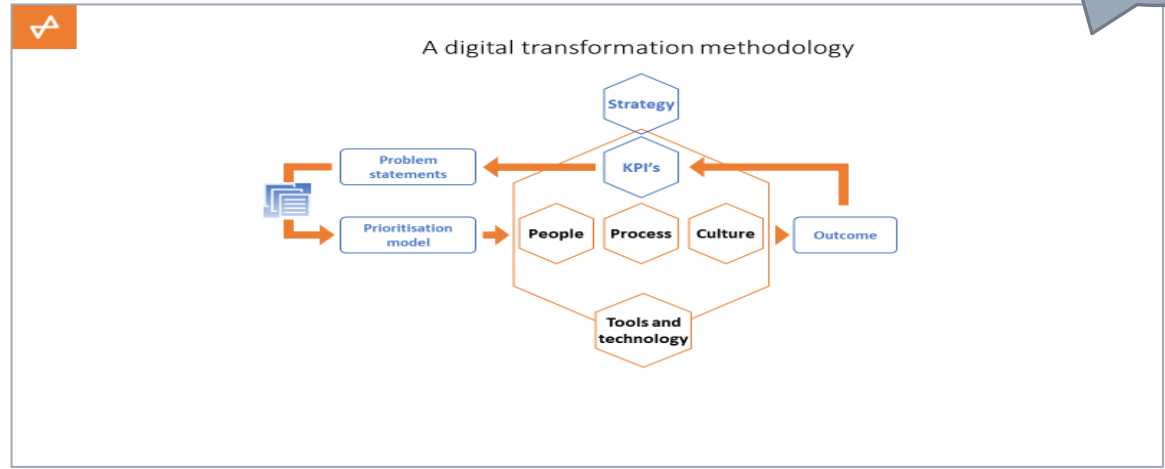 A digital transformation methodology
Strategy
Problem
statements
KPI's
Prioritisation
model
People
Process
Culture
Outcome
Tools and
technology